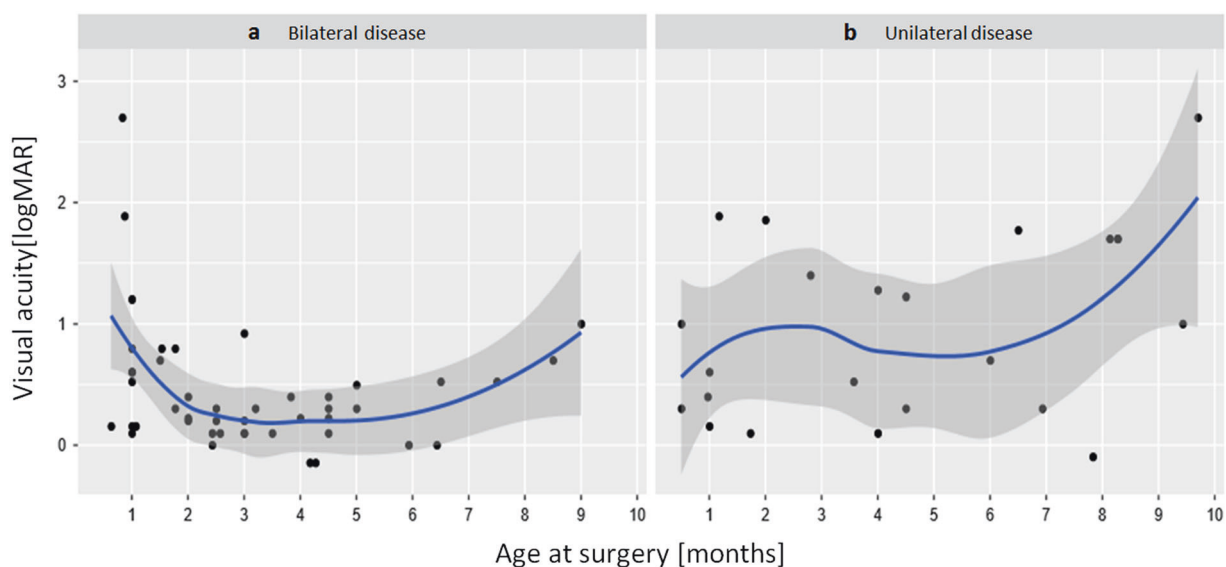 a Bilateral disease
b Unilateral disease
Visual acuity[logMAR]
3
2
1
0
1 2 3 4 5 6 7 8 9 10
1 2 3 4 5 6 7 8 9 10
Age at surgery [months]